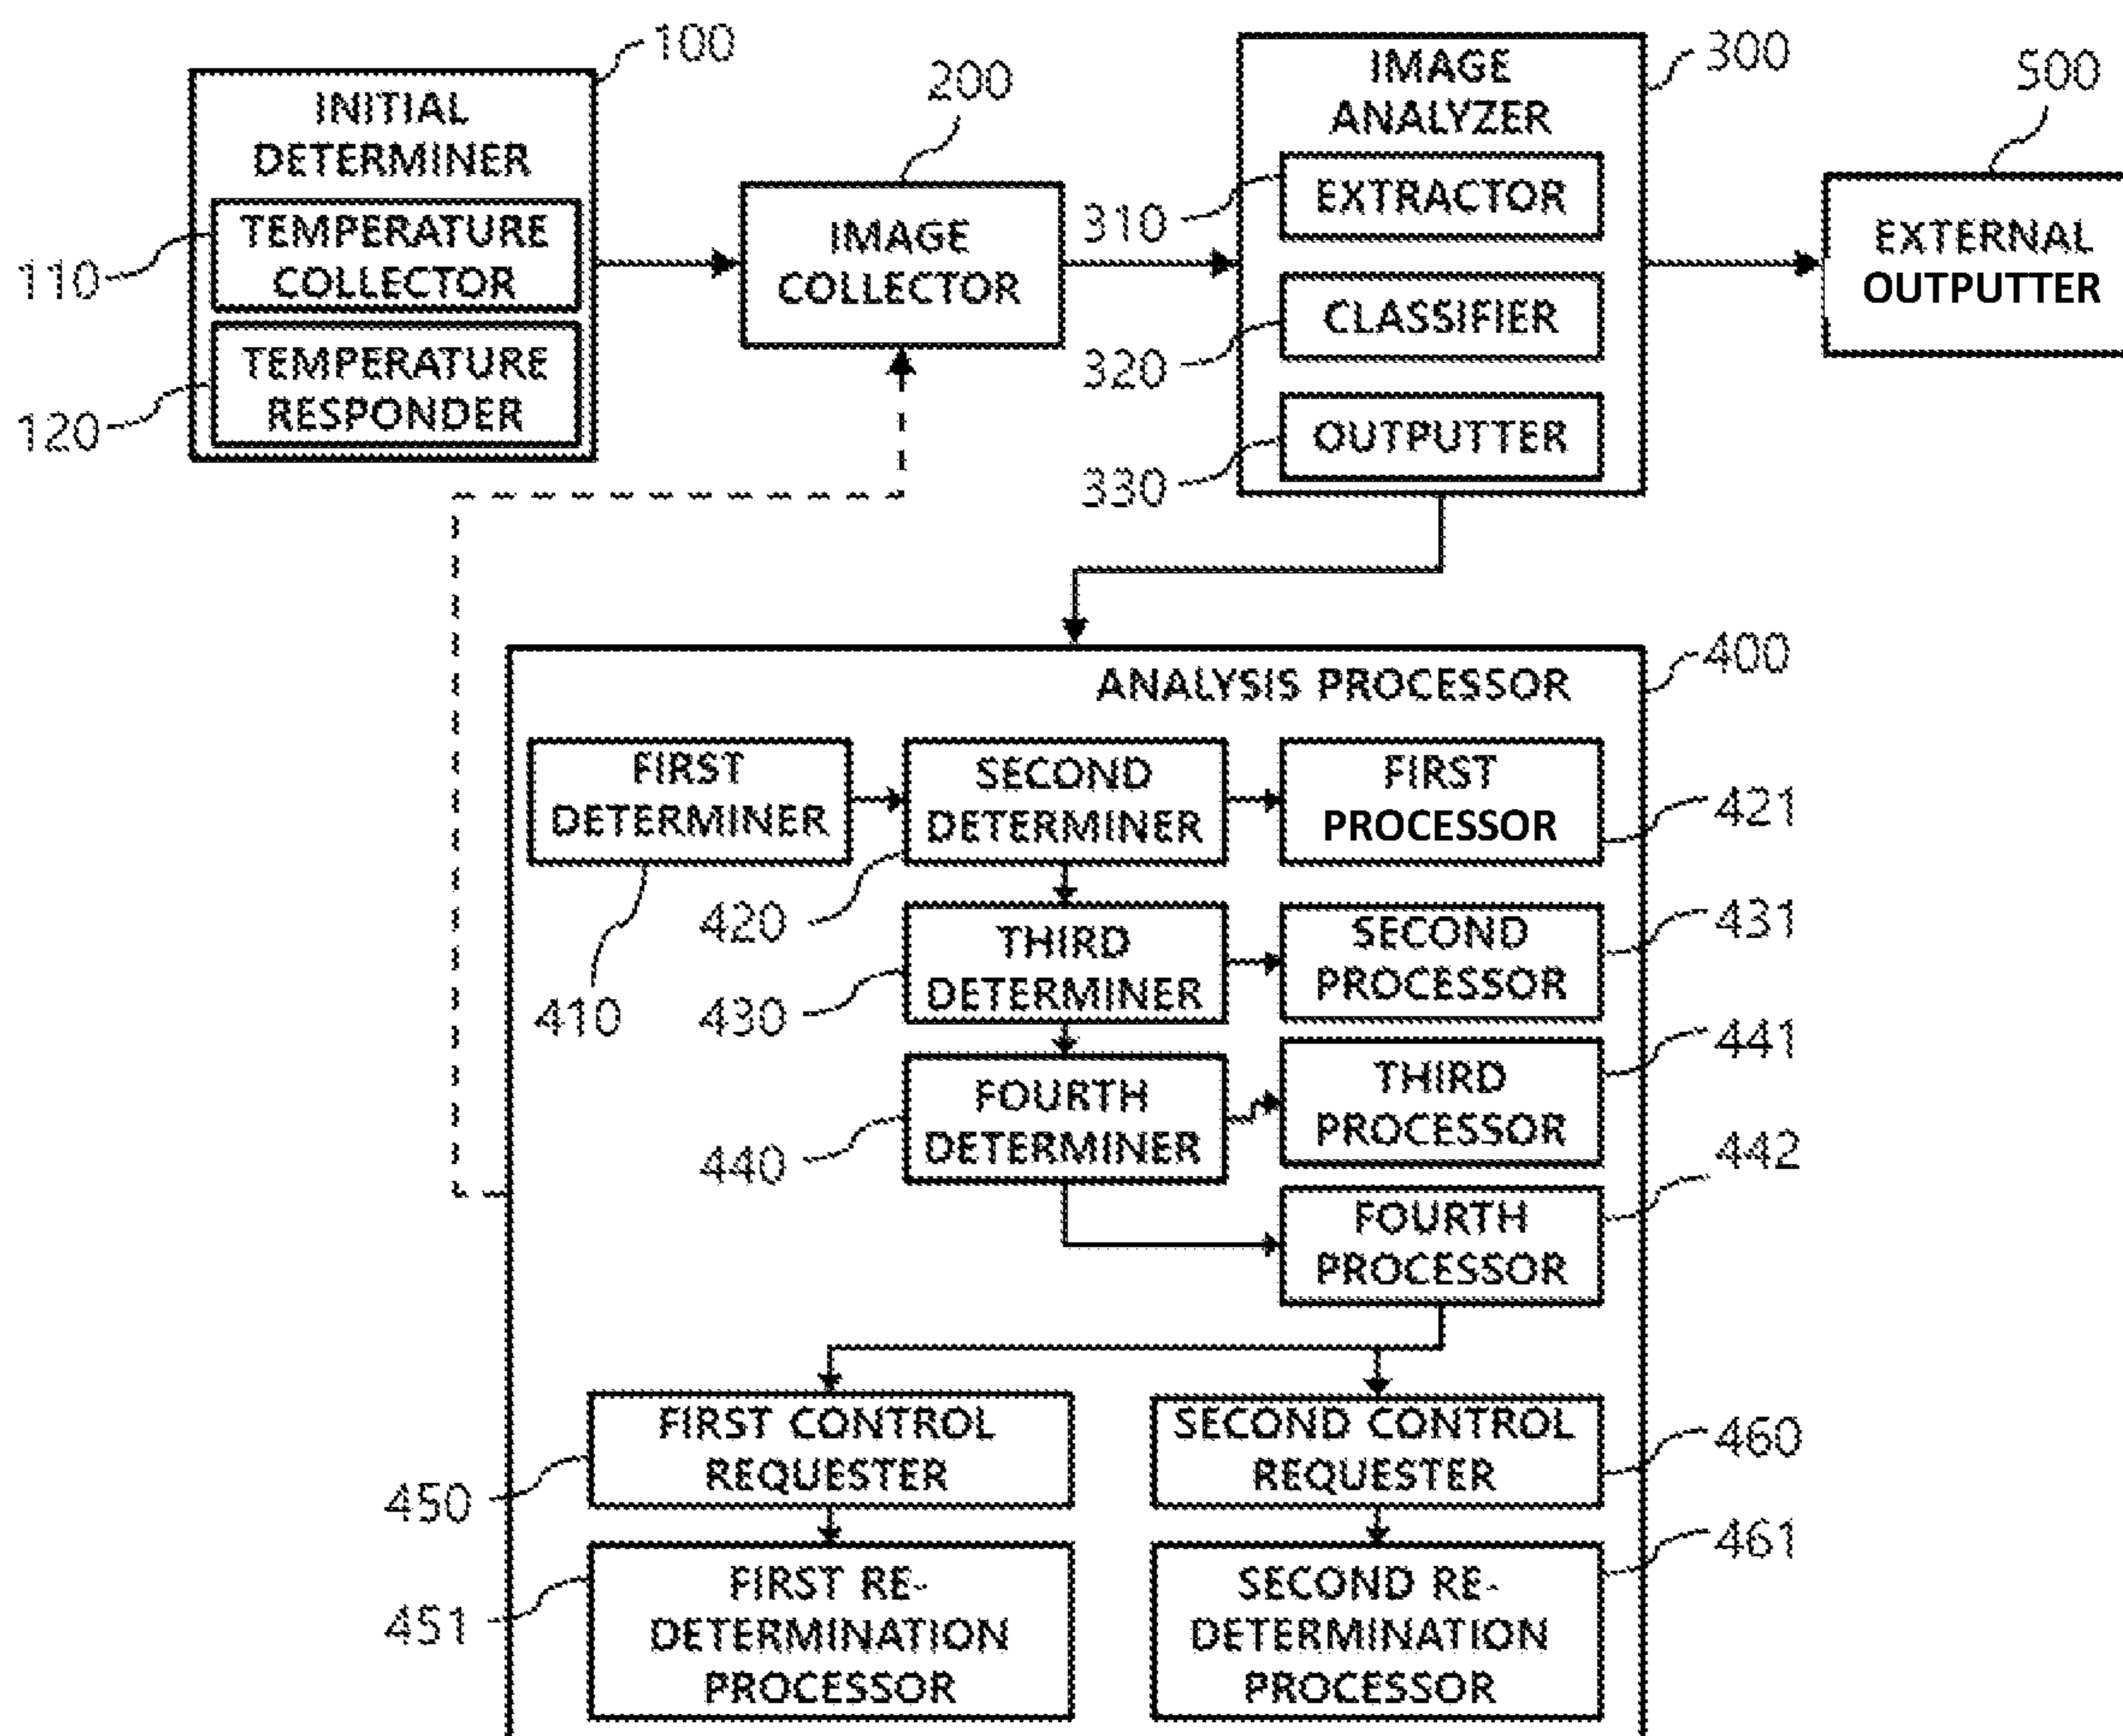 100
INITIAL
DETERMINER
110
TEMPERATURE
COLLECTOR
120
TEMPERATURE
RESPONDER
200
IMAGE
COLLECTOR
300
IMAGE
ANALYZER
310
EXTRACTOR
320
CLASSIFIER
330
OUTPUTTER
500
EXTERNAL
OUTPUTTER
400
ANALYSIS PROCESSOR
FIRST
DETERMINER
410
SECOND
DETERMINER
420
FIRST
PROCESSOR
421
THIRD
DETERMINER
430
SECOND
PROCESSOR
431
FOURTH
DETERMINER
440
THIRD
PROCESSOR
441
FOURTH
PROCESSOR
442
FIRST CONTROL
REQUESTER
450
SECOND CONTROL
REQUESTER
460
FIRST RE-
DETERMINATION
PROCESSOR
451
SECOND RE-
DETERMINATION
PROCESSOR
461